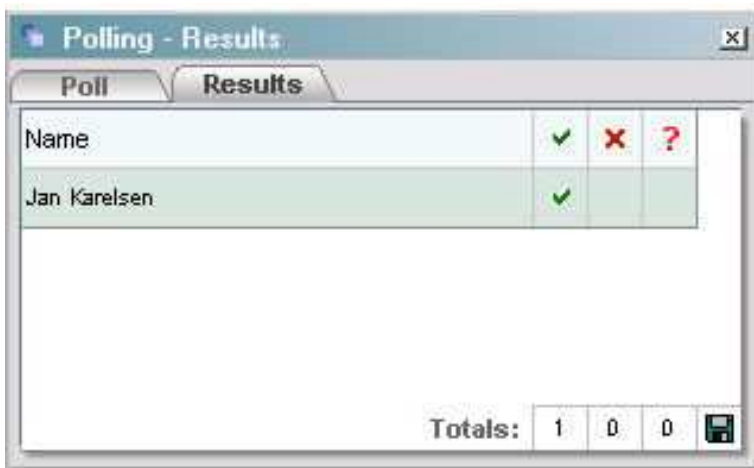 Polling - Results
Poll Results
Name ✔ ✖ ?
Jan Karelsen ✔
Totals: 1 0 0